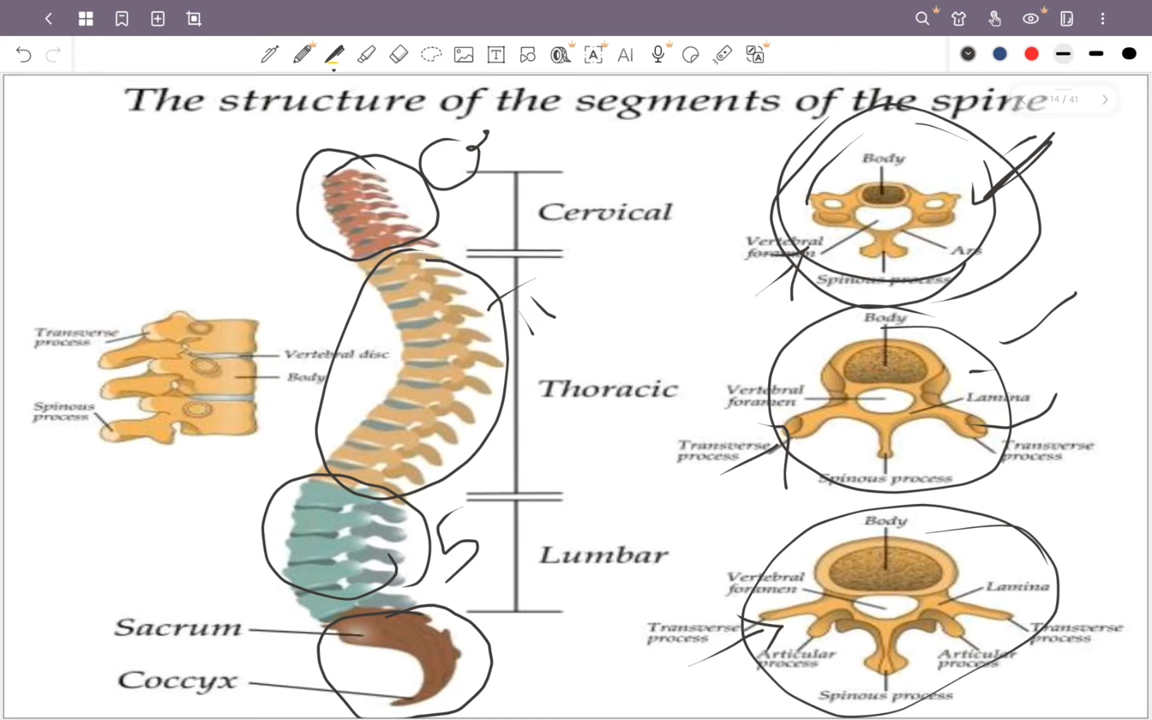 AI
The structure of the segments of the spine
14 / 41
Cervical
Thoracic
Lumbar
Sacrum
Coccyx
Transverse
process
Spinous
process
Vertebral disc
Body
Body
Vertebral
foramen
Spinous process
Body
Vertebral
foramen
Lamina
Transverse
process
Transverse
process
Spinous process
Body
Vertebral
foramen
Lamina
Transverse
process
Transverse
process
Articular
process
Articular
process
Spinous process
5